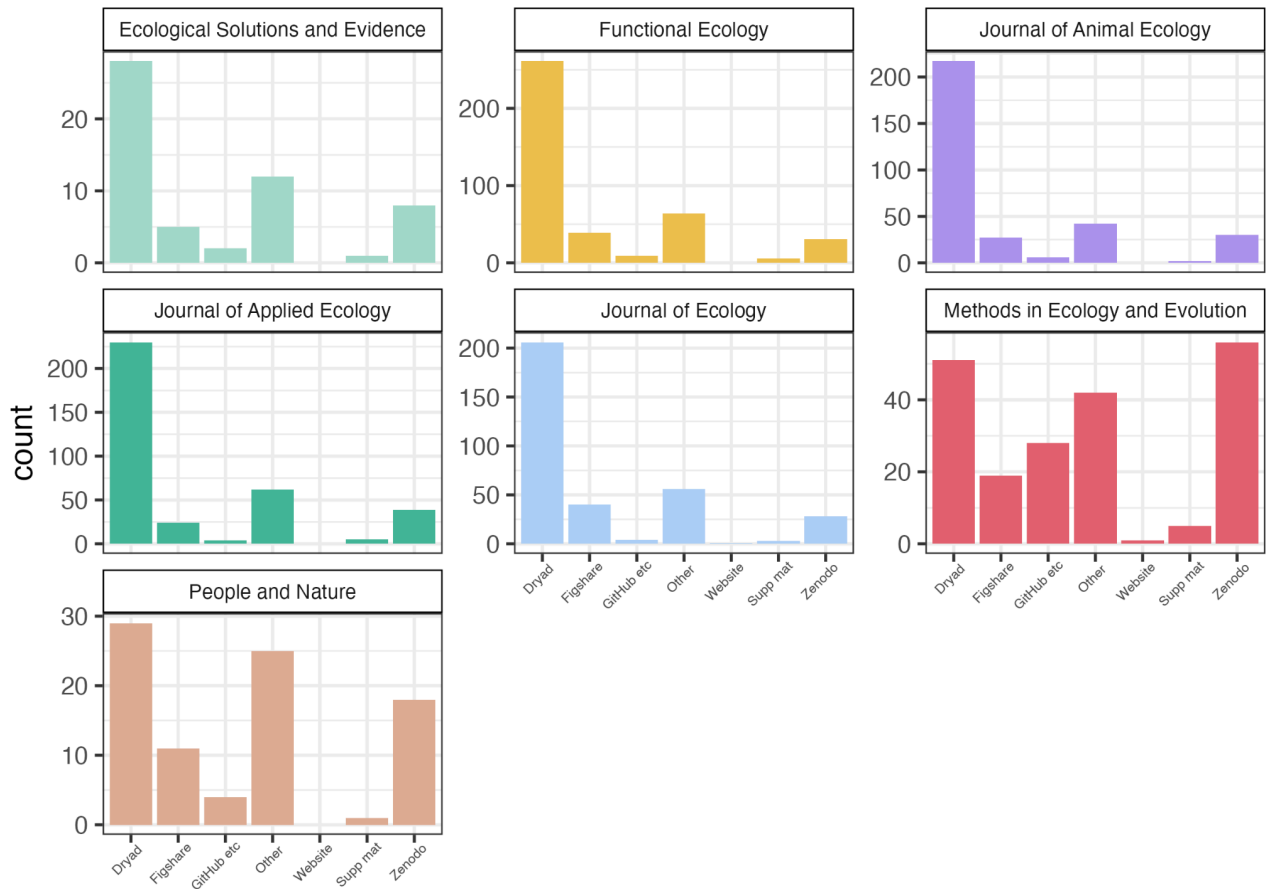 Ecological Solutions and Evidence
Functional Ecology
Journal of Animal Ecology
20
10
0
200
100
0
200
150
100
50
0
Journal of Applied Ecology
Journal of Ecology
Methods in Ecology and Evolution
count
200
150
100
50
0
200
150
100
50
0
40
20
0
Dryad
Figshare
GitHub etc
Other
Website
Supp mat
Zenodo
Dryad
Figshare
GitHub etc
Other
Website
Supp mat
Zenodo
People and Nature
30
20
10
0
Dryad
Figshare
GitHub etc
Other
Website
Supp mat
Zenodo